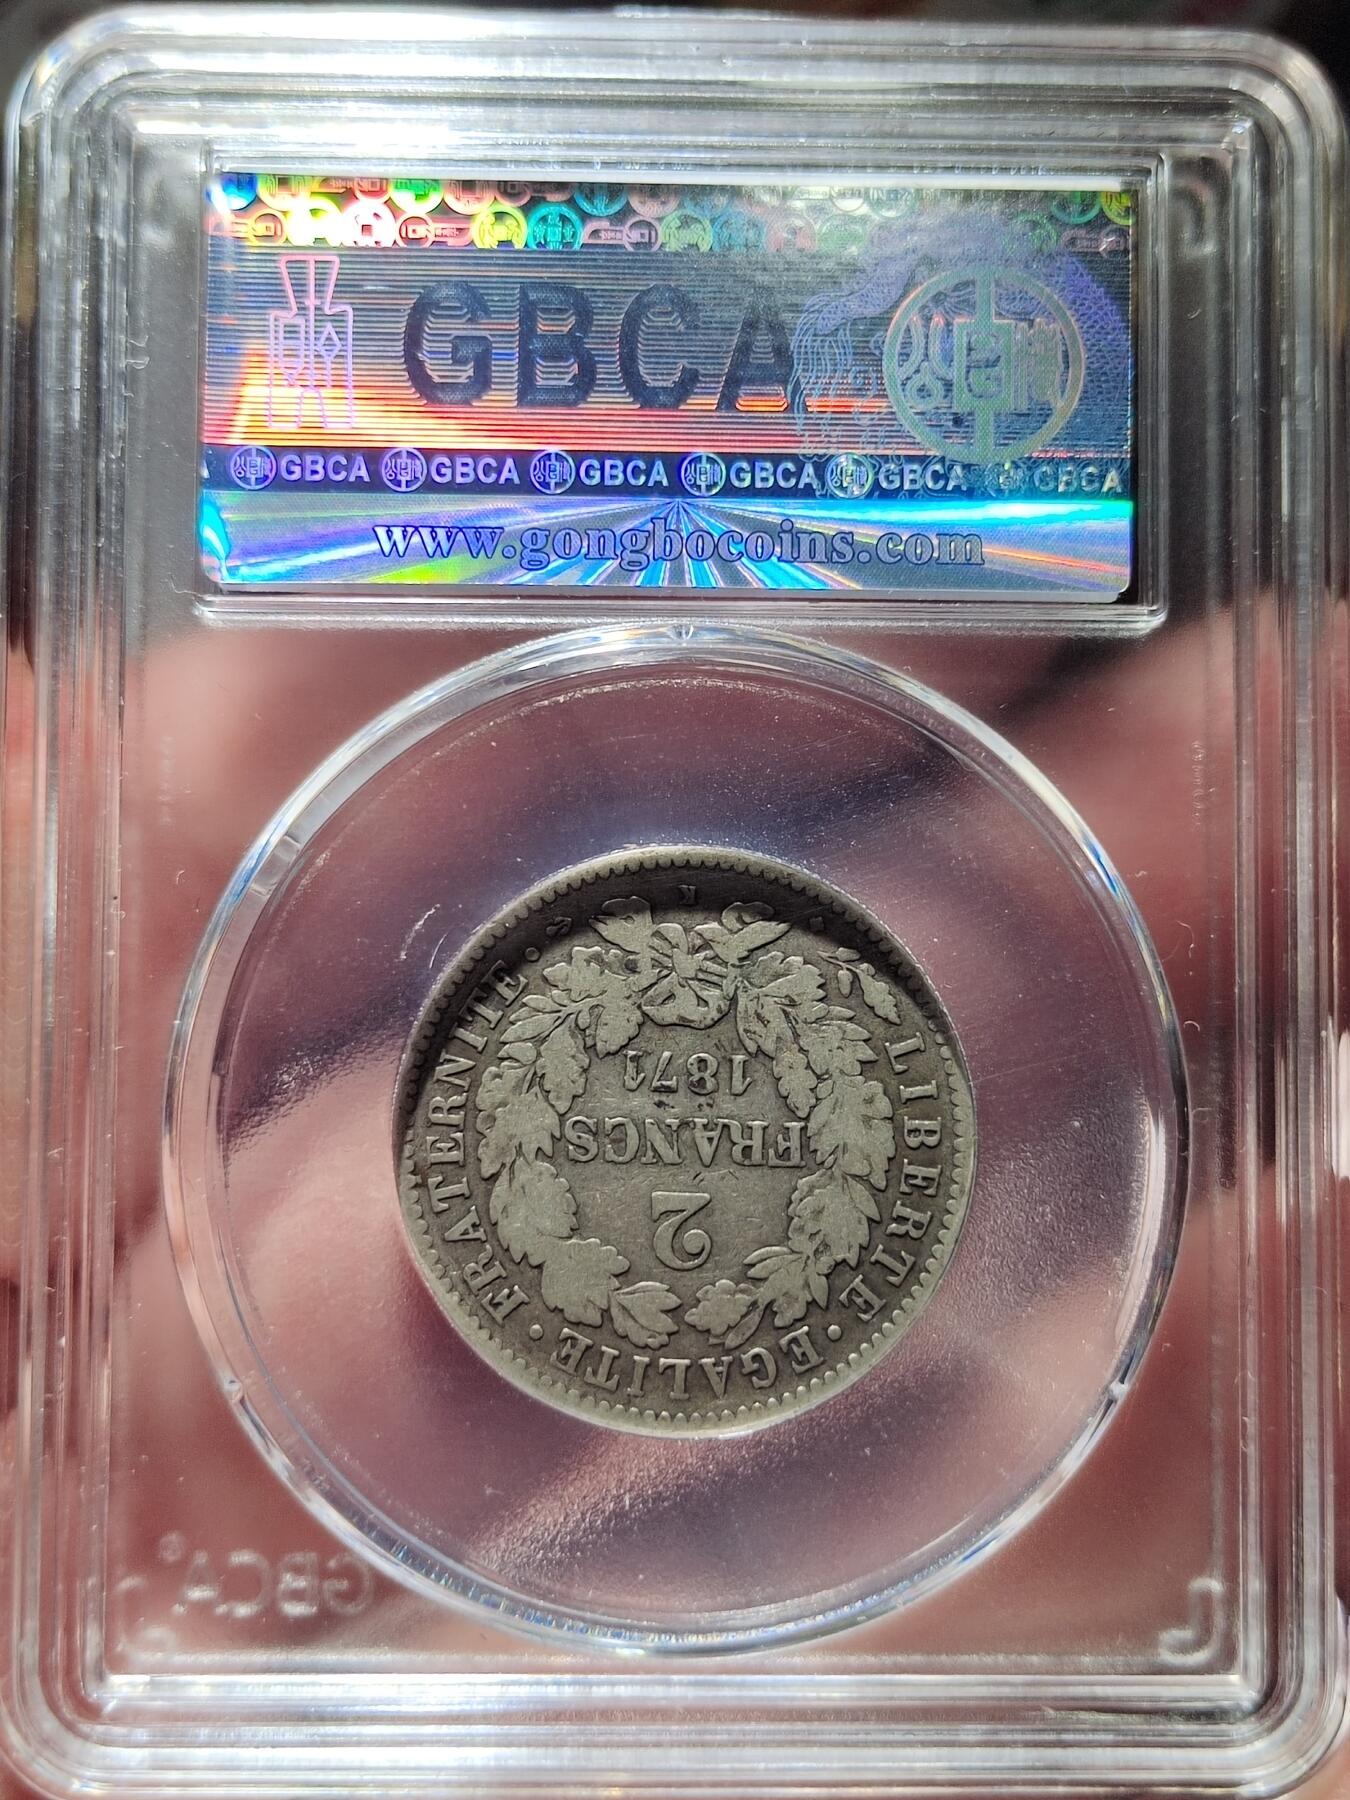 GBCA
GBCA GBCA GBCA GBCA GBCA GBCA
www.gongbocoins.com
K
1871
FRANCS
2
LIBERTE · EGALITE · FRATERNITE ·
GBCA®